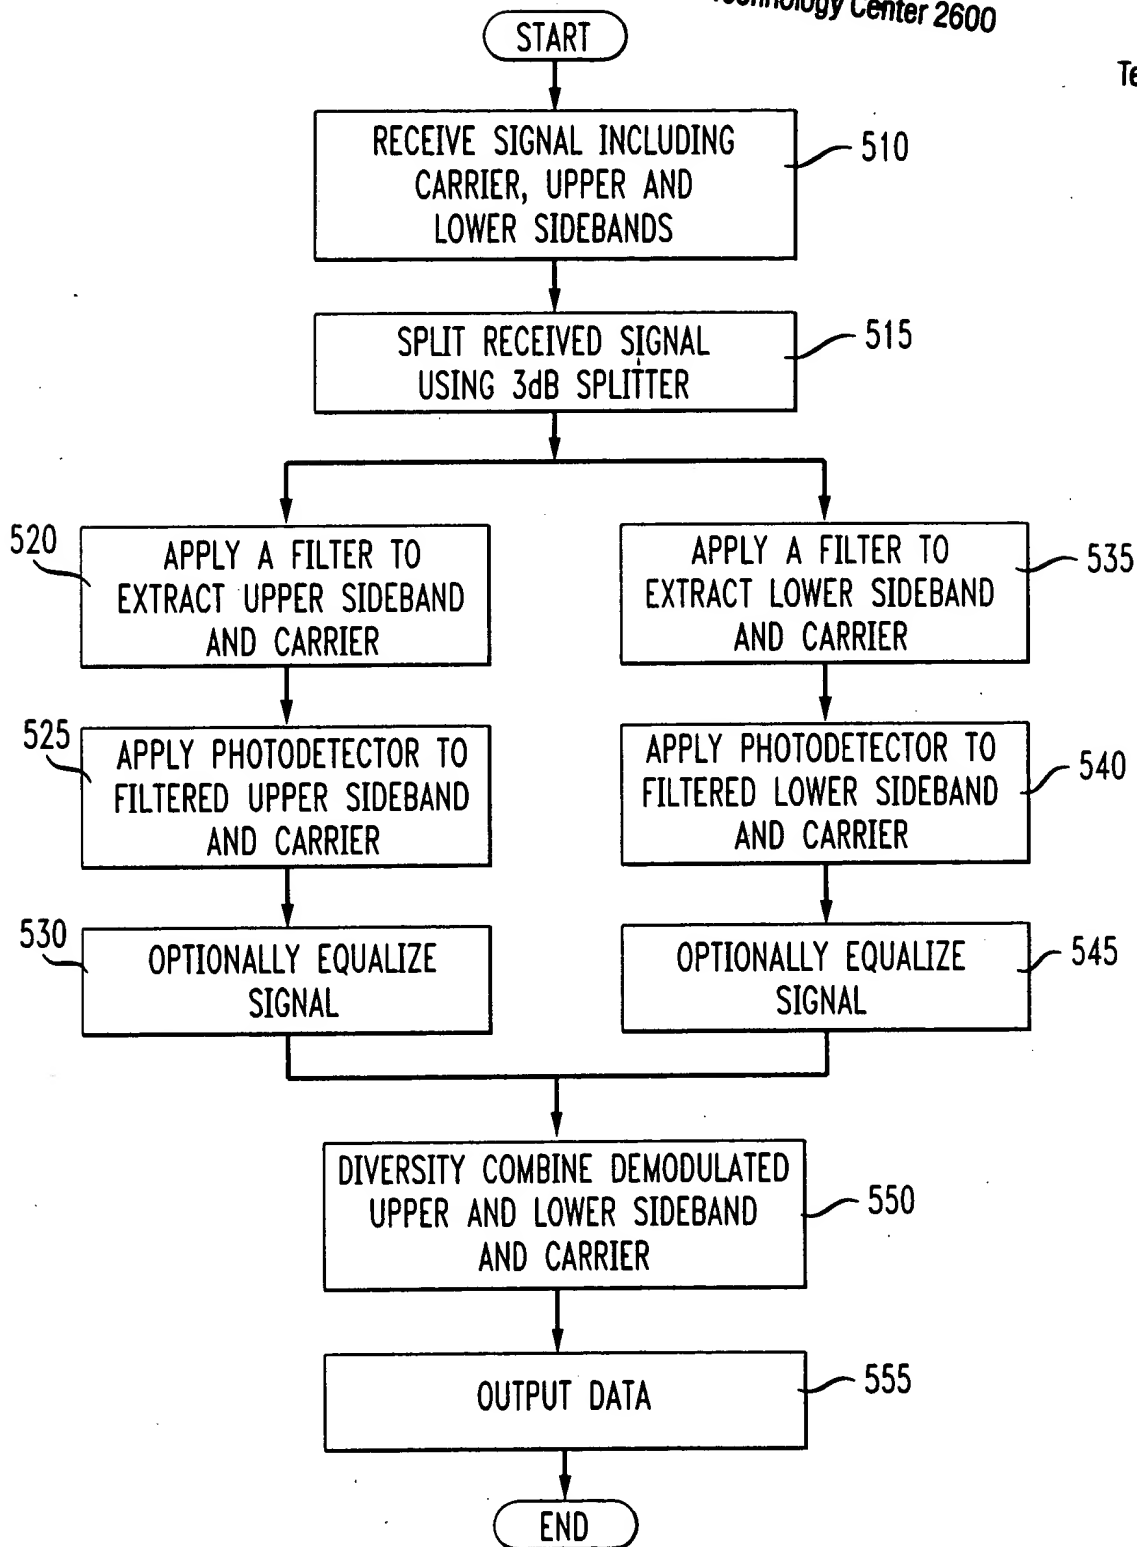 Technology Center 2600
START
RECEIVE SIGNAL INCLUDING
CARRIER, UPPER AND
LOWER SIDEBANDS
510
SPLIT RECEIVED SIGNAL
USING 3dB SPLITTER
515
520
APPLY A FILTER TO
EXTRACT UPPER SIDEBAND
AND CARRIER
APPLY A FILTER TO
EXTRACT LOWER SIDEBAND
AND CARRIER
535
525
APPLY PHOTODETECTOR TO
FILTERED UPPER SIDEBAND
AND CARRIER
APPLY PHOTODETECTOR TO
FILTERED LOWER SIDEBAND
AND CARRIER
540
530
OPTIONALLY EQUALIZE
SIGNAL
OPTIONALLY EQUALIZE
SIGNAL
545
DIVERSITY COMBINE DEMODULATED
UPPER AND LOWER SIDEBAND
AND CARRIER
550
OUTPUT DATA
555
END